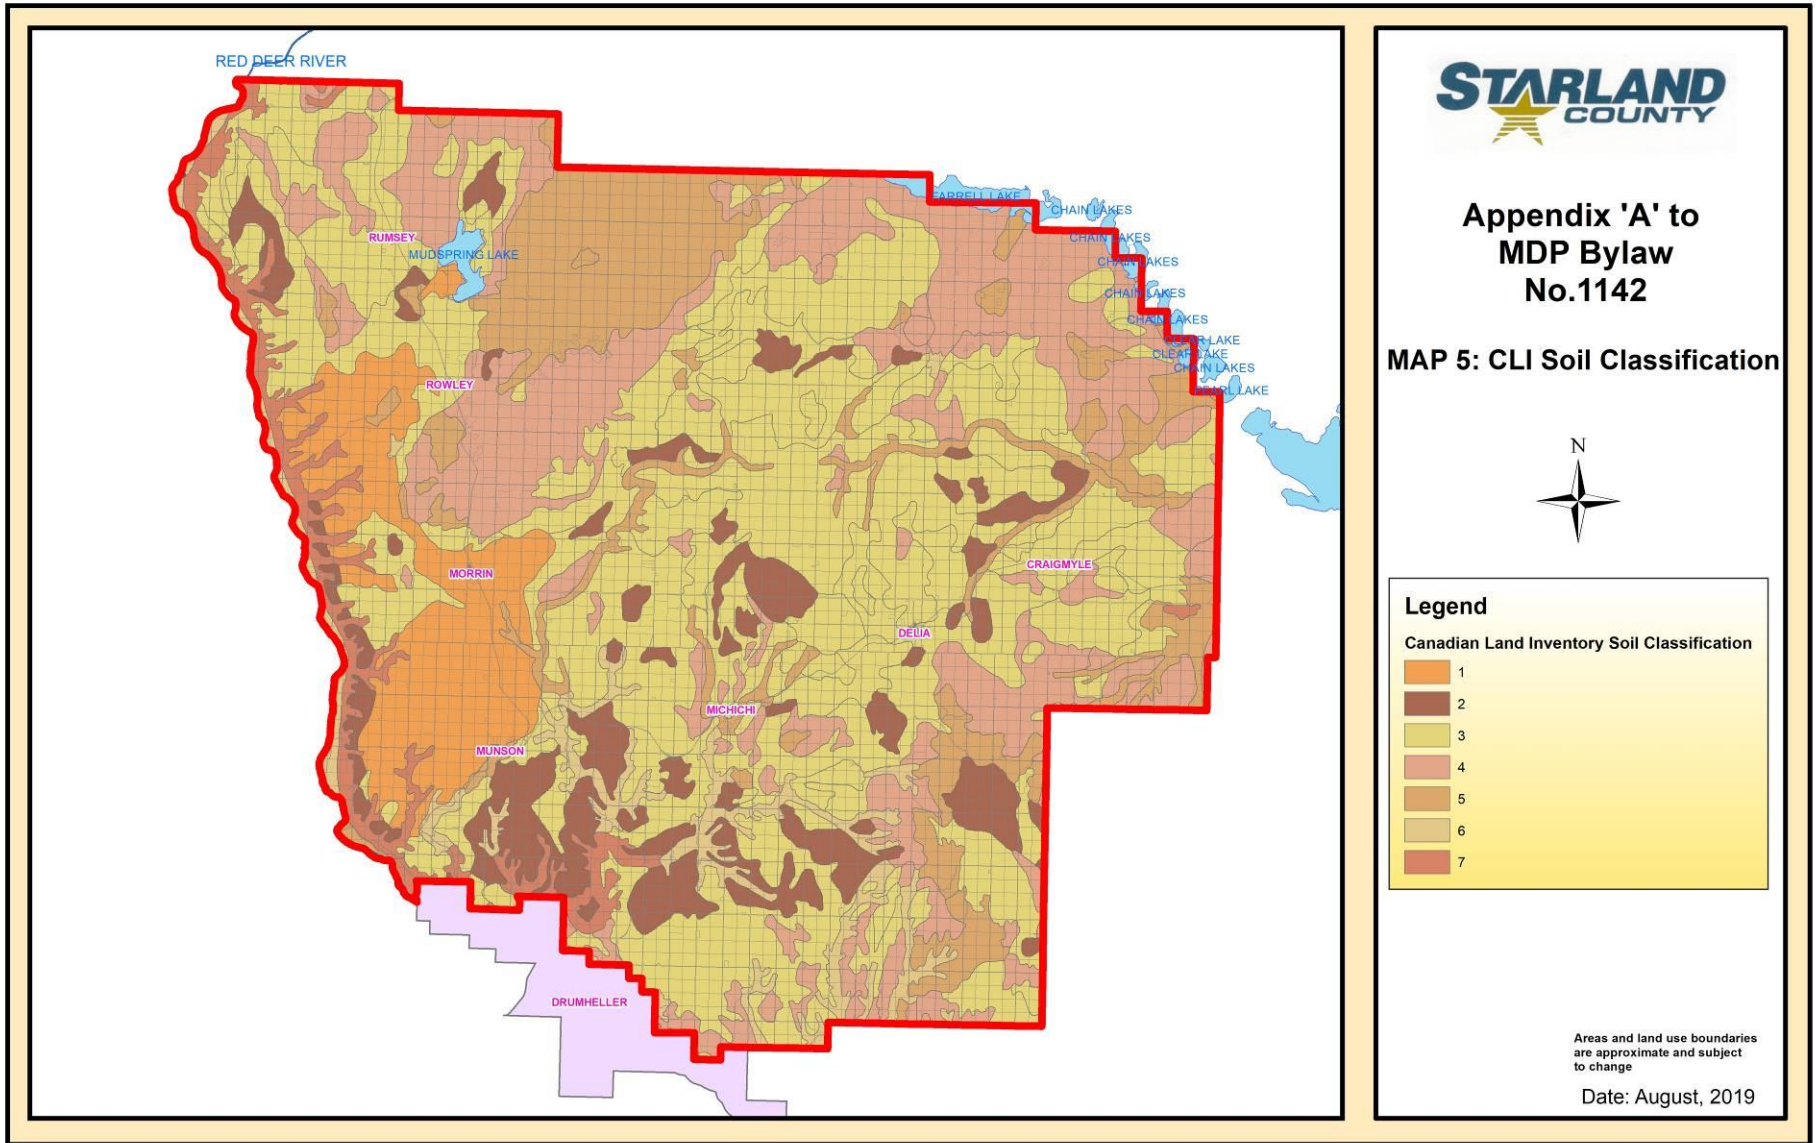 RED DEER RIVER
FARRELL LAKE
CHAIN LAKES
RUMSEY
CHAIN LAKES
MUDSPRING LAKE
CHAIN LAKES
CHAIN LAKES
CHAIN LAKES
CLEAR LAKE
CLEAR LAKE
CHAIN LAKES
ROWLEY
PEARL LAKE
CRAIGMYLE
MORRIN
DELIA
MICHICHI
MUNSON
DRUMHELLER
STARLAND
COUNTY
Appendix 'A' to
MDP Bylaw
No.1142
MAP 5: CLI Soil Classification
N
Legend
Canadian Land Inventory Soil Classification
1
2
3
4
5
6
7
Areas and land use boundaries
are approximate and subject
to change
Date: August, 2019